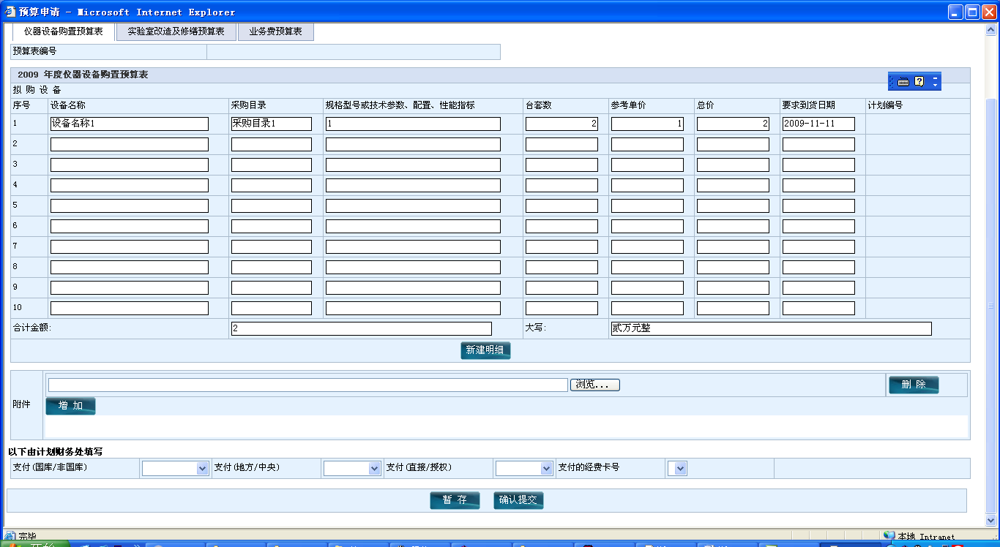 预算申请 - Microsoft Internet Explorer
仪器设备购置预算表 实验室改造及修缮预算表 业务费预算表
预算表编号
2009 年度仪器设备购置预算表
拟 购 设 备
序号 设备名称 采购目录 规格型号或技术参数、配置、性能指标 台套数 参考单价 总价 要求到货日期 计划编号
1 设备名称1 采购目录1 1 2 1 2 2009-11-11
2
3
4
5
6
7
8
9
10
合计金额: 2 大写: 贰万元整
新建明细
浏览... 删 除
附件
增 加
以下由计划财务处填写
支付(国库/非国库) 支付(地方/中央) 支付(直接/授权) 支付的经费卡号
暂 存 确认提交
完毕 本地 Intranet